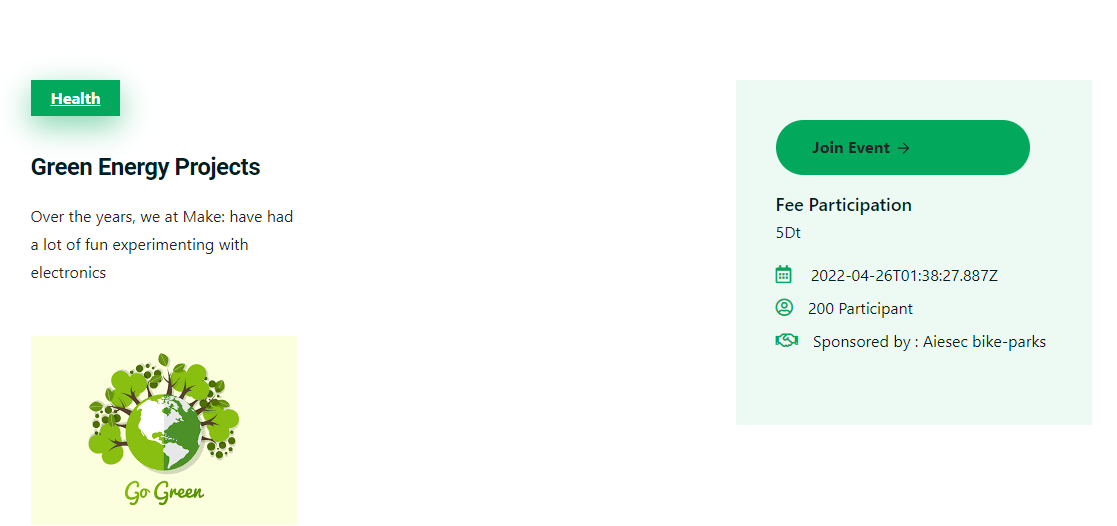 Health
Green Energy Projects
Over the years, we at Make: have had
a lot of fun experimenting with
electronics
Go Green
Join Event →
Fee Participation
5Dt
2022-04-26T01:38:27.887Z
200 Participant
Sponsored by : Aiesec bike-parks